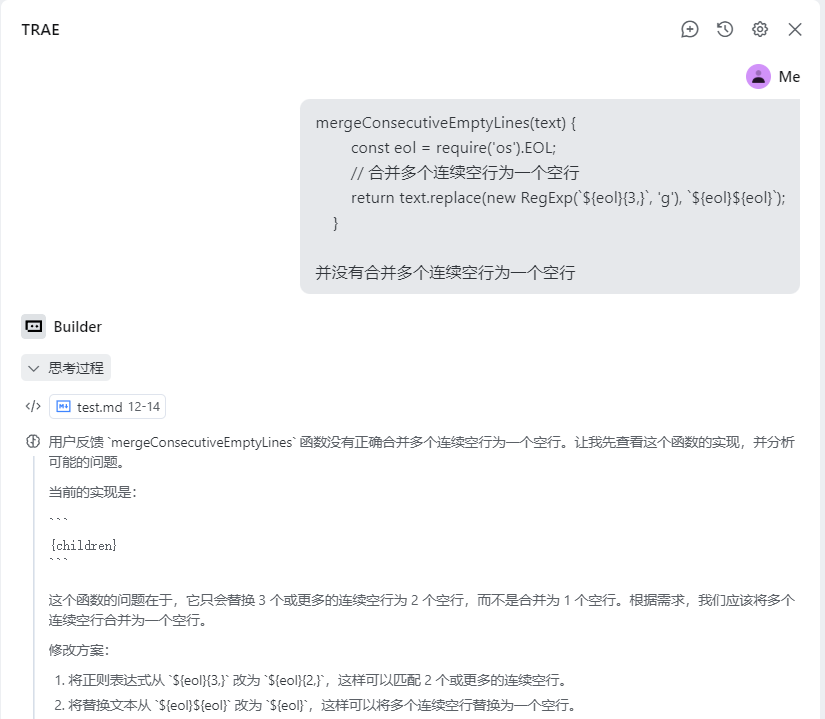 TRAE
Me
mergeConsecutiveEmptyLines(text) {
const eol = require('os').EOL;
// 合并多个连续空行为一个空行
return text.replace(new RegExp(`${eol}{3,}`, 'g'), `${eol}${eol}`);
}
并没有合并多个连续空行为一个空行
Builder
思考过程
test.md 12-14
用户反馈 `mergeConsecutiveEmptyLines` 函数没有正确合并多个连续空行为一个空行。让我先查看这个函数的实现，并分析
可能的问题。
当前的实现是：
```
{children}
```
这个函数的问题在于，它只会替换 3 个或更多的连续空行为 2 个空行，而不是合并为 1 个空行。根据需求，我们应该将多个
连续空行合并为一个空行。
修改方案：
1. 将正则表达式从 `${eol}{3,}` 改为 `${eol}{2,}`，这样可以匹配 2 个或更多的连续空行。
2. 将替换文本从 `${eol}${eol}` 改为 `${eol}`，这样可以将多个连续空行替换为一个空行。